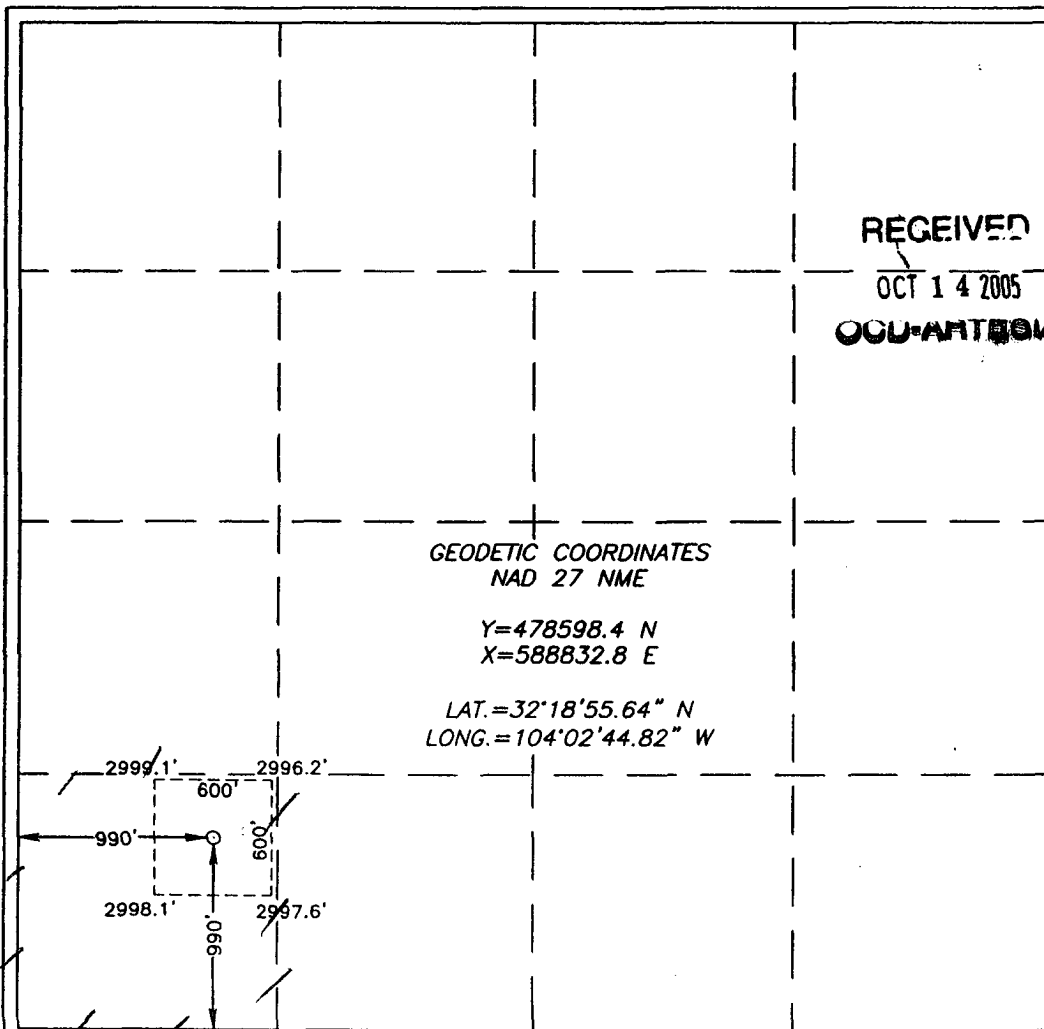 RECEIVED
OCT 1 4 2005
GEODETIC COORDINATES
NAD 27 NME
Y=478598.4 N
X=588832.8 E
LAT.=32°18'55.64" N
LONG.=104°02'44.82" W
2999.1' 2996.2'
600'
990' 600'
2998.1' 2997.6'
990'